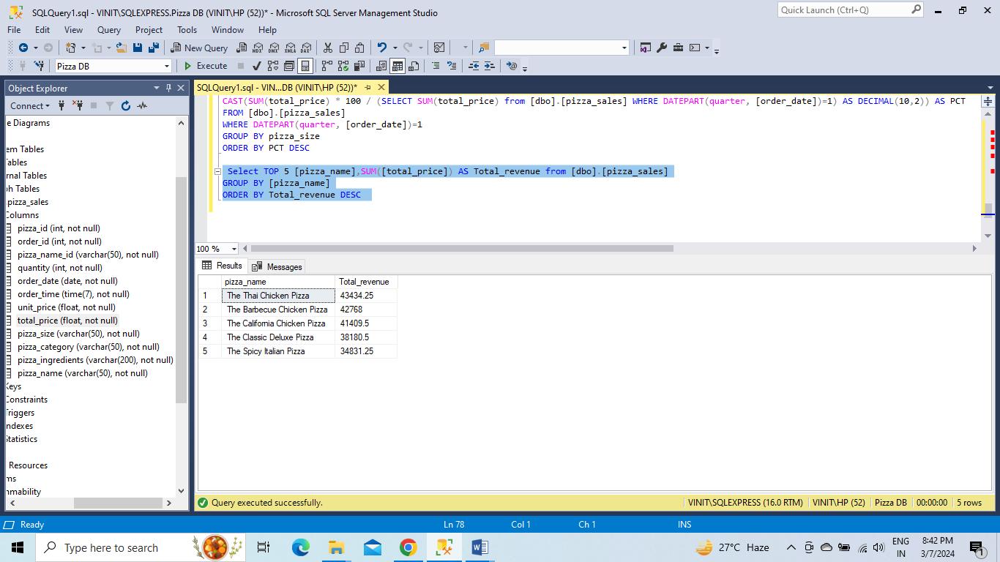 SQLQuery1.sql - VINIT\SQLEXPRESS.Pizza DB (VINIT\HP (52))* - Microsoft SQL Server Management Studio
Quick Launch (Ctrl+Q)
File Edit View Query Project Tools Window Help
New Query MDX DMX XMLA DAX
Pizza DB Execute
Object Explorer
Connect
e Diagrams
em Tables
ables
rnal Tables
h Tables
pizza_sales
Columns
pizza_id (int, not null)
order_id (int, not null)
pizza_name_id (varchar(50), not null)
quantity (int, not null)
order_date (date, not null)
order_time (time(7), not null)
unit_price (float, not null)
total_price (float, not null)
pizza_size (varchar(50), not null)
pizza_category (varchar(50), not null)
pizza_ingredients (varchar(200), not null)
pizza_name (varchar(50), not null)
Keys
Constraints
Triggers
ndexes
Statistics
Resources
ms
mmability
SQLQuery1.sql - VIN...DB (VINIT\HP (52))*
CAST(SUM(total_price) * 100 / (SELECT SUM(total_price) from [dbo].[pizza_sales] WHERE DATEPART(quarter, [order_date])=1) AS DECIMAL(10,2)) AS PCT
FROM [dbo].[pizza_sales]
WHERE DATEPART(quarter, [order_date])=1
GROUP BY pizza_size
ORDER BY PCT DESC
Select TOP 5 [pizza_name],SUM([total_price]) AS Total_revenue from [dbo].[pizza_sales]
GROUP BY [pizza_name]
ORDER BY Total_revenue DESC
100 %
Results Messages
pizza_name Total_revenue
1 The Thai Chicken Pizza 43434.25
2 The Barbecue Chicken Pizza 42768
3 The California Chicken Pizza 41409.5
4 The Classic Deluxe Pizza 38180.5
5 The Spicy Italian Pizza 34831.25
Query executed successfully. VINIT\SQLEXPRESS (16.0 RTM) VINIT\HP (52) Pizza DB 00:00:00 5 rows
Ready Ln 78 Col 1 Ch 1 INS
Type here to search
27°C Haze
ENG
IN
8:42 PM
3/7/2024
1